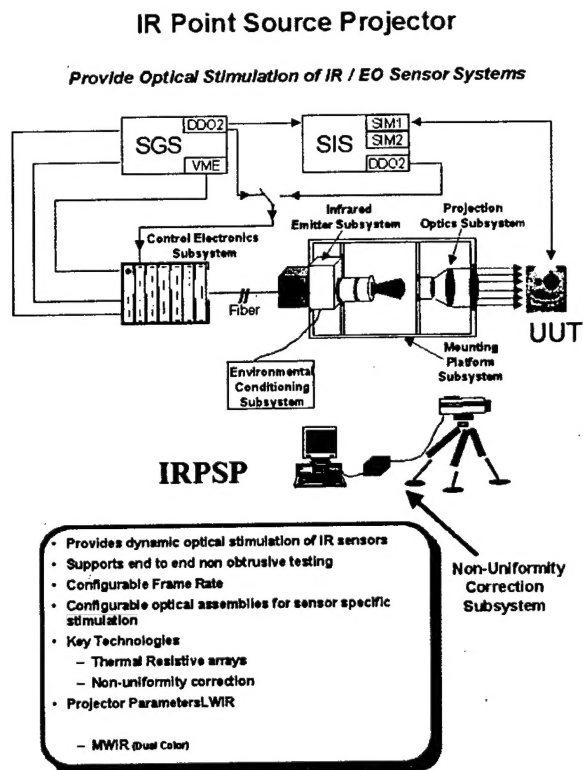 IR Point Source Projector
Provide Optical Stimulation of IR / EO Sensor Systems
DDO2
SGS
VME
SIM1
SIM2
SIS
DDO2
Control Electronics
Subsystem
Infrared
Emitter Subsystem
Projection
Optics Subsystem
Fiber
UUT
Environmental
Conditioning
Subsystem
Mounting
Platform
Subsystem
IRPSP
Non-Uniformity
Correction
Subsystem
• Provides dynamic optical stimulation of IR sensors
• Supports end to end non obtrusive testing
• Configurable Frame Rate
• Configurable optical assemblies for sensor specific
stimulation
• Key Technologies
– Thermal Resistive arrays
– Non-uniformity correction
• Projector ParametersLWIR
– MWIR (Dual Color)